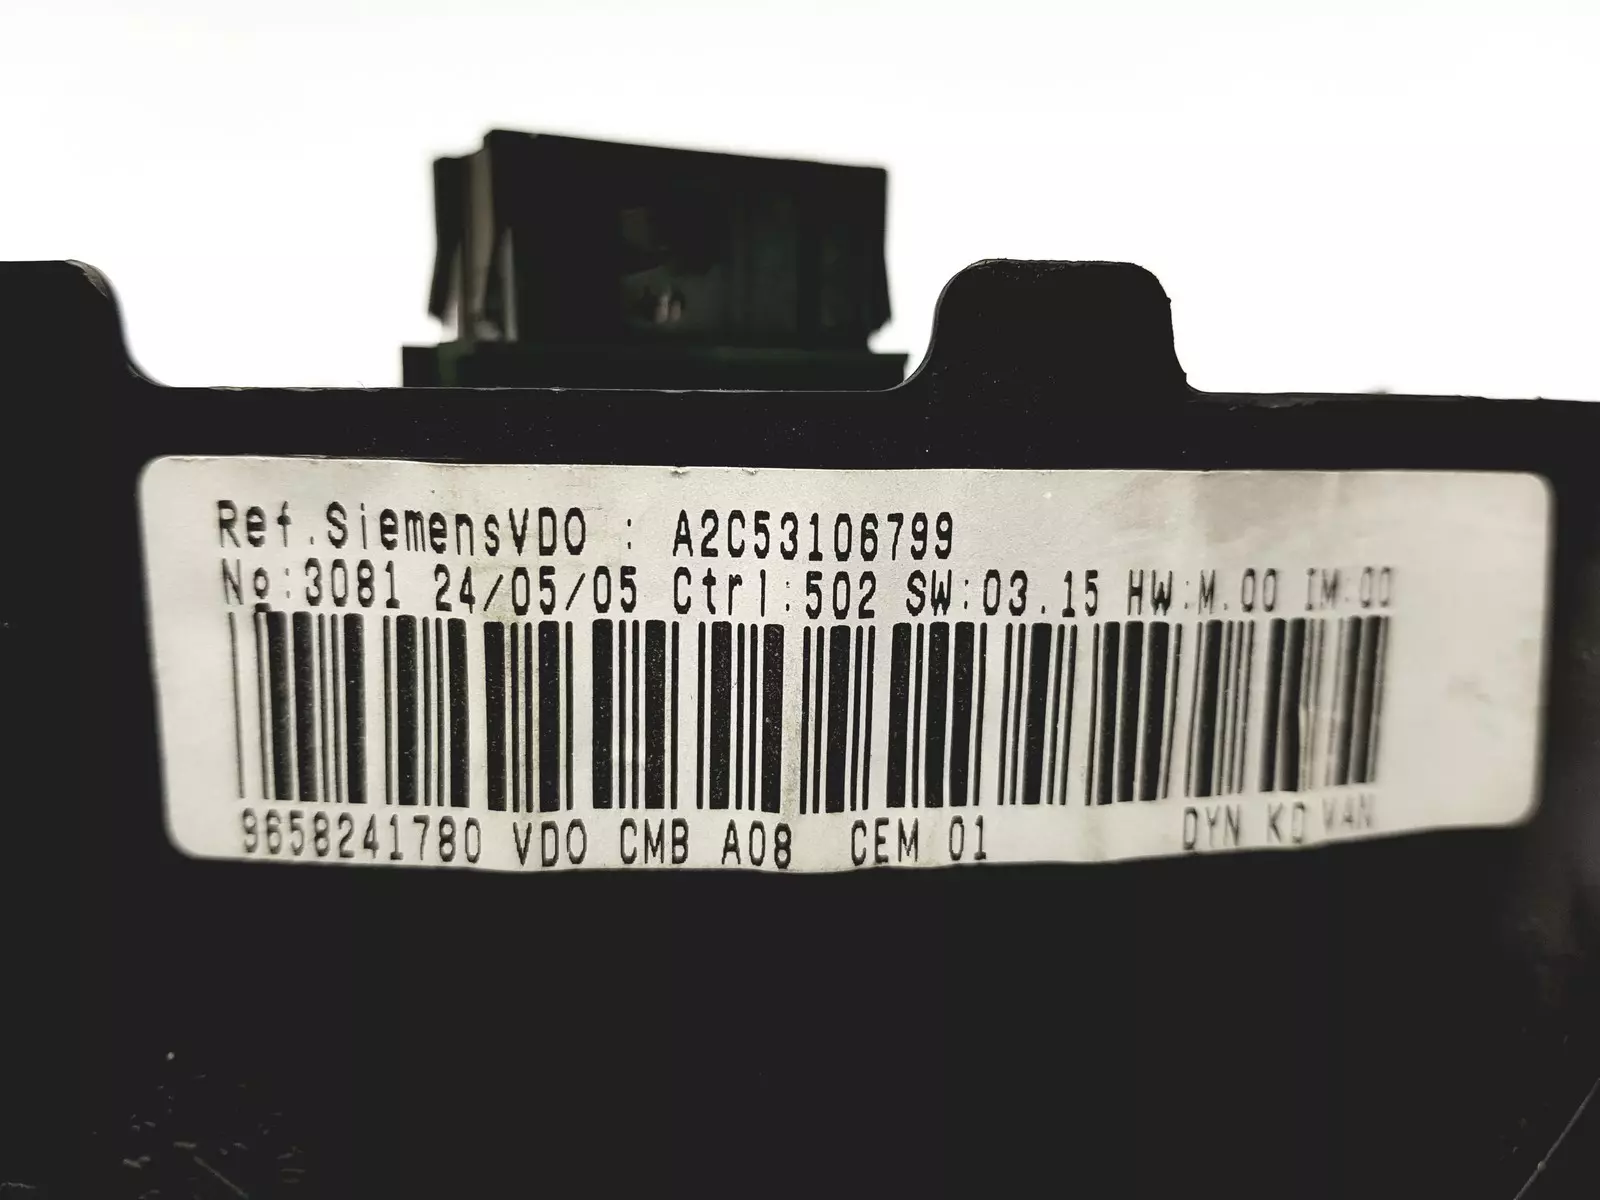 Ref.SiemensVDO : A2C53106799
No:3081 24/05/05 Ctrl:502 SW:03.15 HW:M.00 IM:00
9658241780 VDO CMB A08 CEM 01 DYN KO VAN